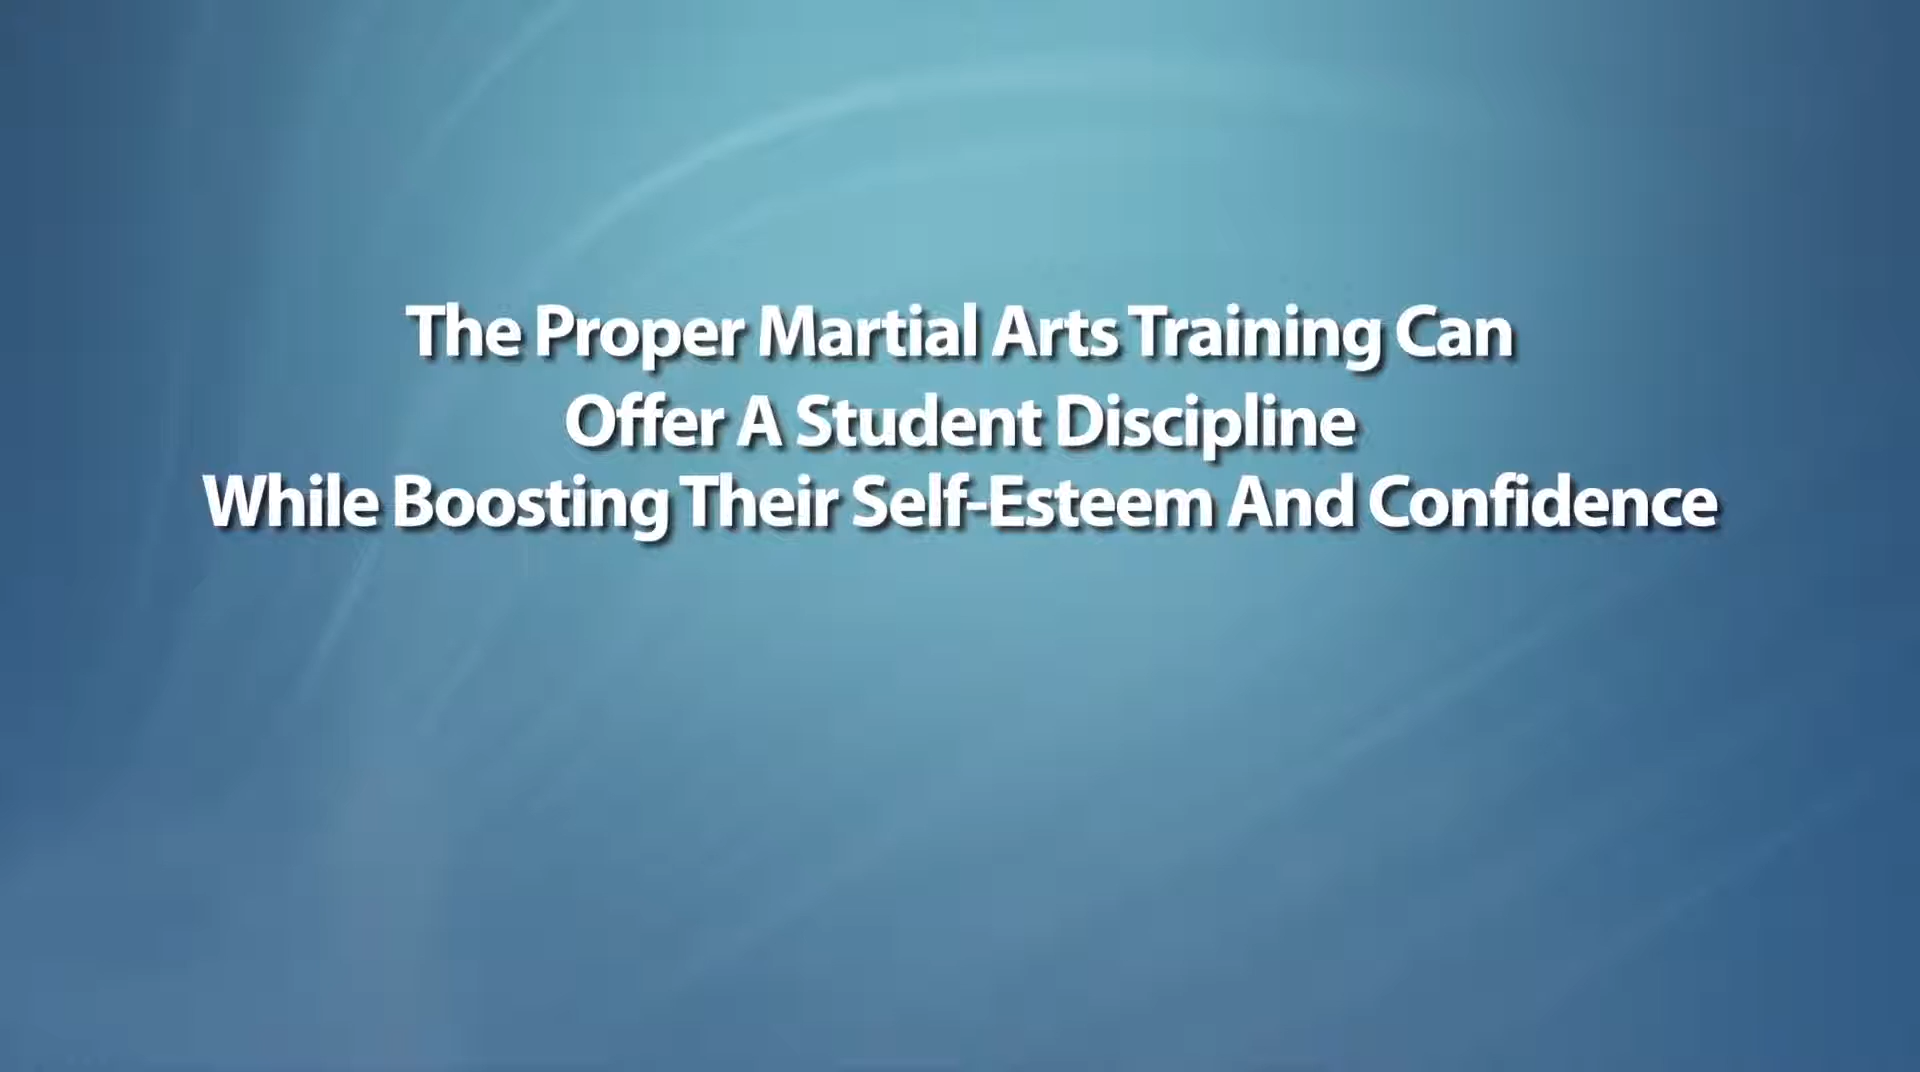 The Proper Martial Arts Training Can
Offer A Student Discipline
While Boosting Their Self-Esteem And Confidence